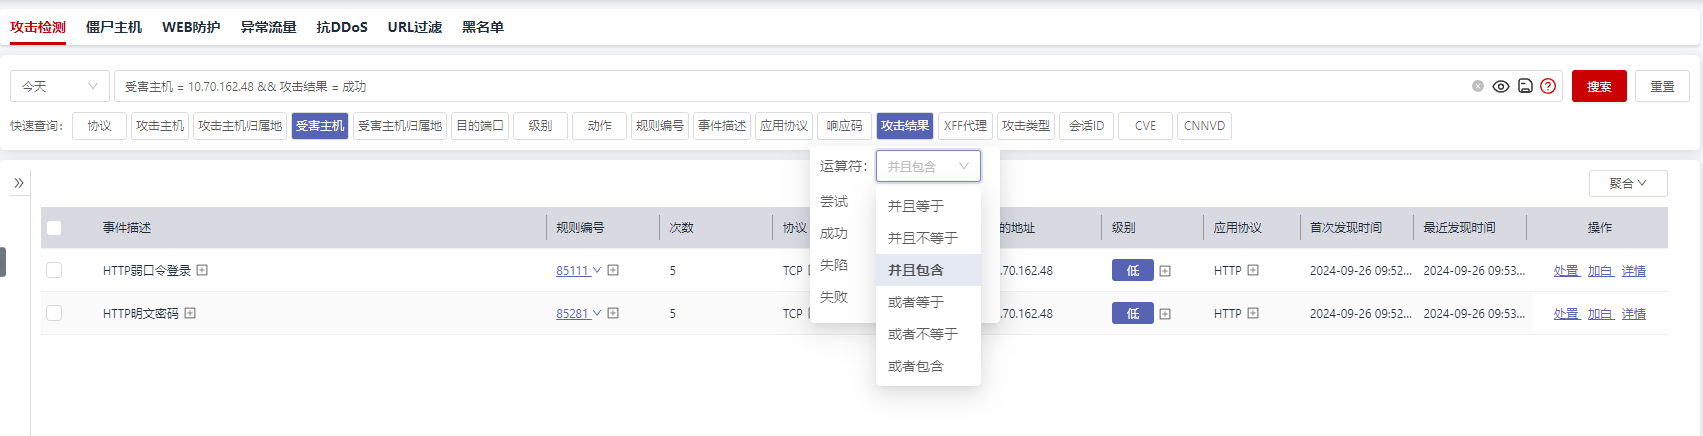 攻击检测 僵尸主机 WEB防护 异常流量 抗DDoS URL过滤 黑名单
今天 受害主机 = 10.70.162.48 && 攻击结果 = 成功 搜索 重置
快速查询: 协议 攻击主机 攻击主机归属地 受害主机 受害主机归属地 目的端口 级别 动作 规则编号 事件描述 应用协议 响应码 攻击结果 XFF代理 攻击类型 会话ID CVE CNNVD
运算符: 并且包含
聚合
尝试
成功
失陷
失败
并且等于
并且不等于
并且包含
或者等于
或者不等于
或者包含
事件描述 规则编号 次数 协议 的地址 级别 应用协议 首次发现时间 最近发现时间 操作
HTTP弱口令登录 85111 5 TCP .70.162.48 低 HTTP 2024-09-26 09:52... 2024-09-26 09:53... 处置 加白 详情
HTTP明文密码 85281 5 TCP .70.162.48 低 HTTP 2024-09-26 09:52... 2024-09-26 09:53... 处置 加白 详情